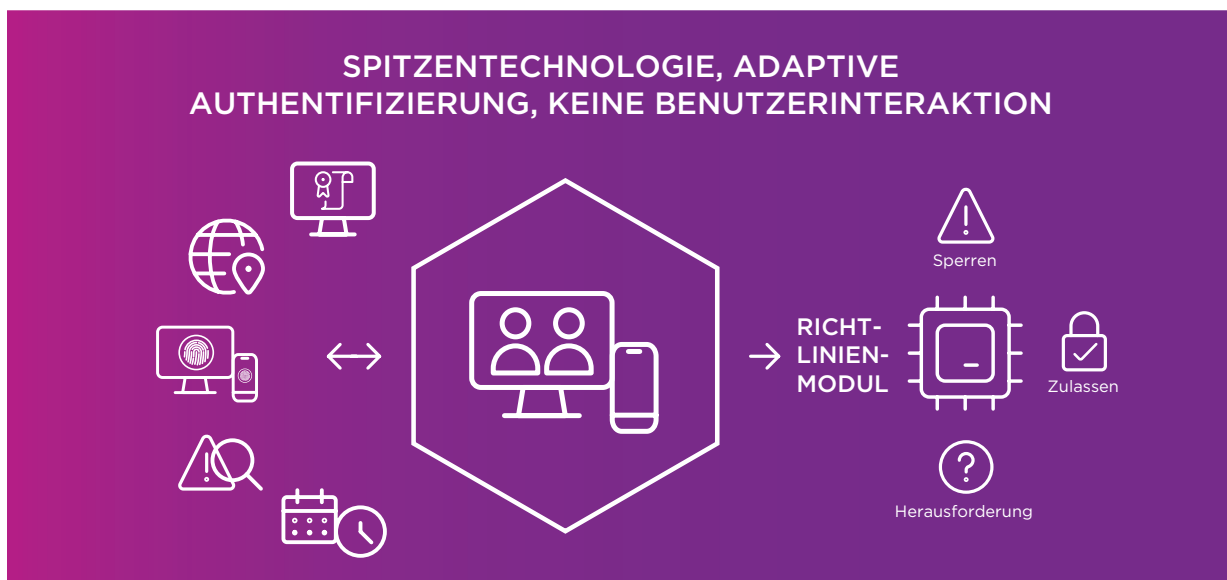 SPITZENTECHNOLOGIE, ADAPTIVE
AUTHENTIFIZIERUNG, KEINE BENUTZERINTERAKTION
Sperren
RICHT-
LINIEN-
MODUL
Zulassen
Herausforderung